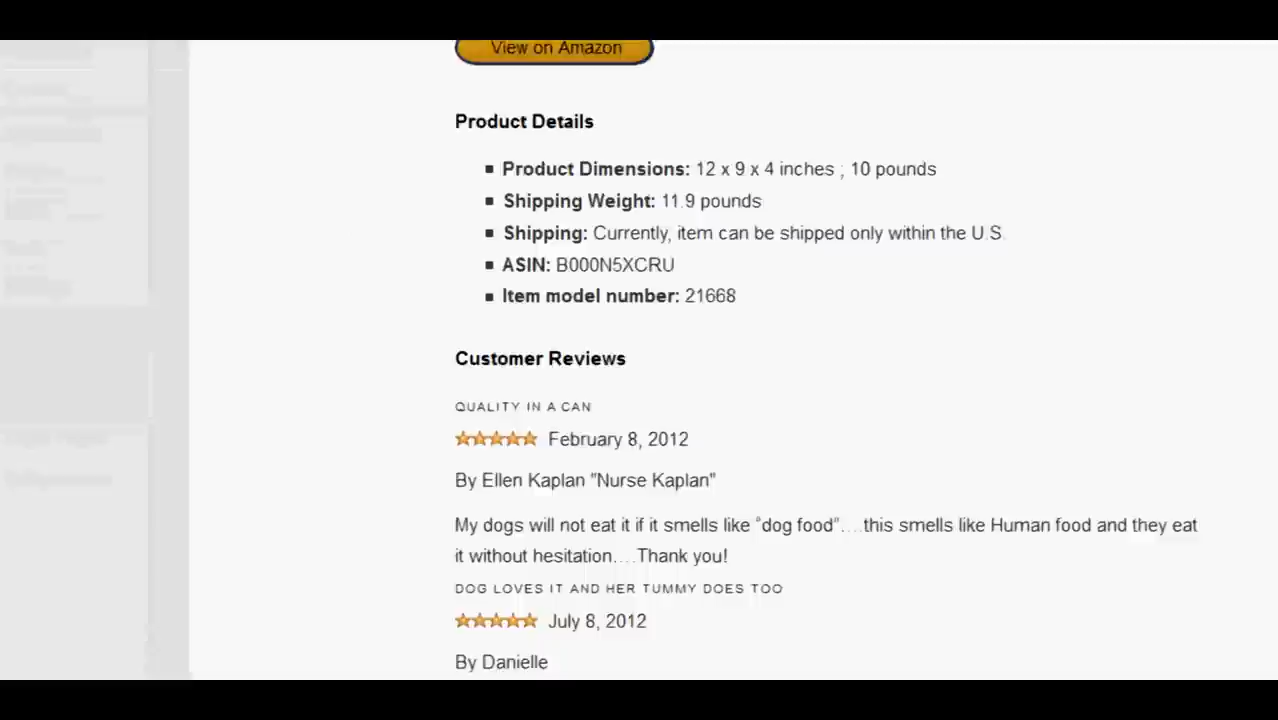 View on Amazon
Product Details
Product Dimensions: 12 x 9 x 4 inches ; 10 pounds
Shipping Weight: 11.9 pounds
Shipping: Currently, item can be shipped only within the U.S.
ASIN: B000N5XCRU
Item model number: 21668
Customer Reviews
QUALITY IN A CAN
February 8, 2012
By Ellen Kaplan "Nurse Kaplan"
My dogs will not eat it if it smells like “dog food”….this smells like Human food and they eat
it without hesitation….Thank you!
DOG LOVES IT AND HER TUMMY DOES TOO
July 8, 2012
By Danielle